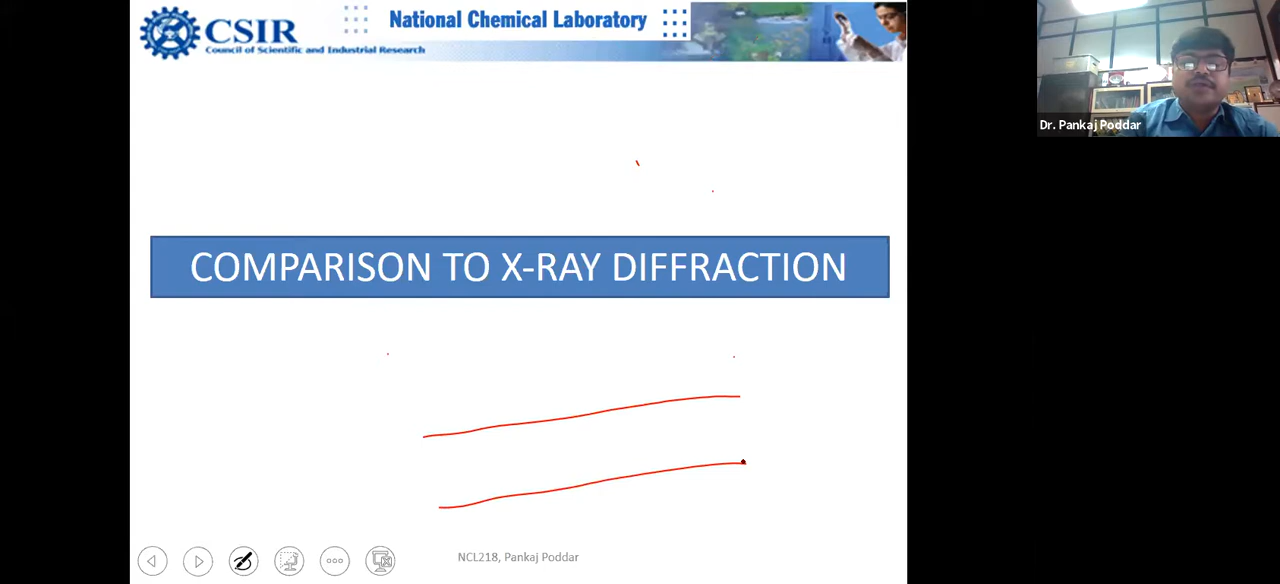 CSIR
Council of Scientific and Industrial Research
National Chemical Laboratory
Dr. Pankaj Poddar
COMPARISON TO X-RAY DIFFRACTION
NCL218, Pankaj Poddar